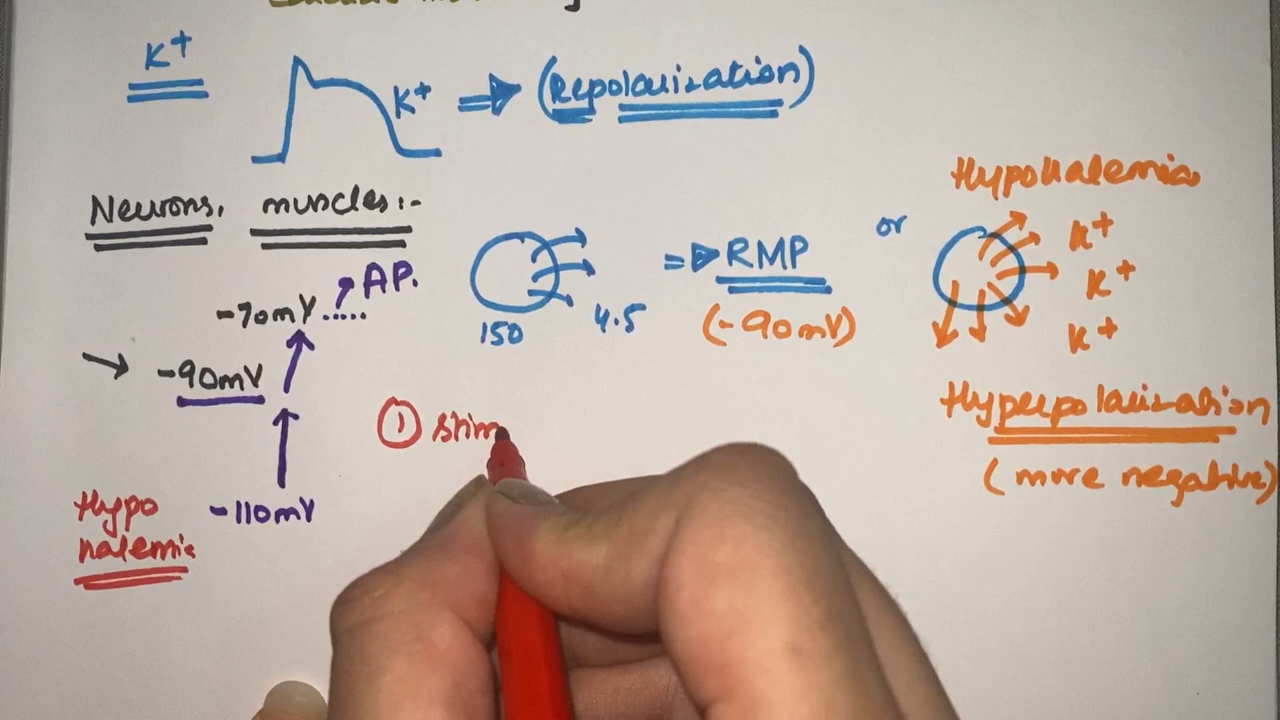 K+
K+ (Repolarization)
Neurons, muscles:-
Hypokalemia
or
AP.
-70mV.....
RMP
K+
K+
K+
150 4.5
(-90mV)
-90mV
Hyperpolarization
(more negative)
① stim
Hypo
kalemia
-110mV